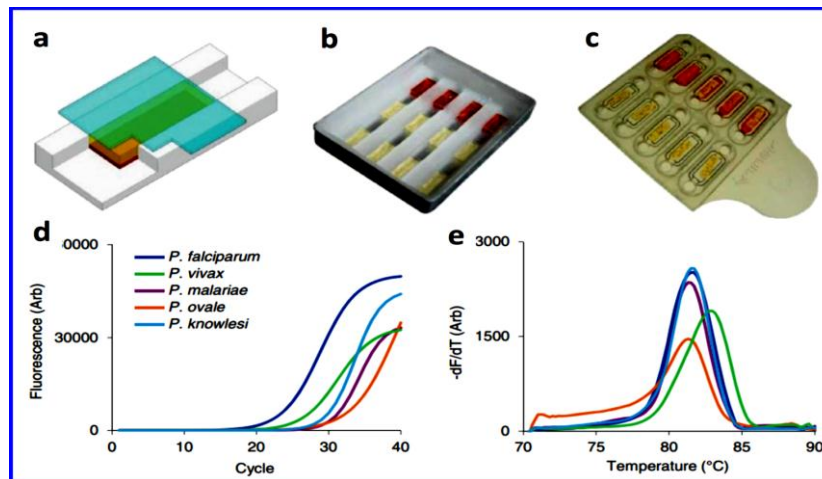 a
b
c
d
0000
P. falciparum
P. vivax
P. malariae
P. ovale
P. knowlesi
30000
0
0
10
20
30
40
Fluorescence (Arb)
Cycle
e
3000
1500
0
70
75
80
85
90
-dF/dT (Arb)
Temperature (°C)